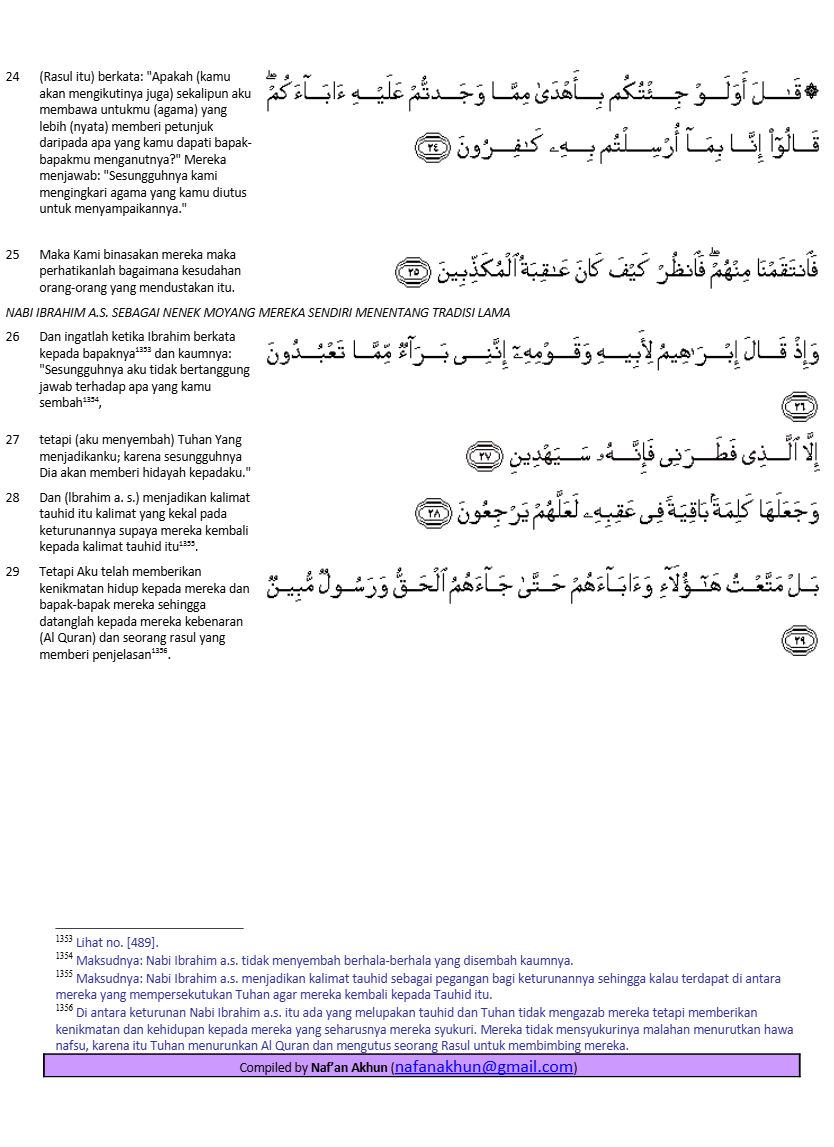 24 (Rasul itu) berkata: "Apakah (kamu
akan mengikutinya juga) sekalipun aku
membawa untukmu (agama) yang
lebih (nyata) memberi petunjuk
daripada apa yang kamu dapati bapak-
bapakmu menganutnya?" Mereka
menjawab: "Sesungguhnya kami
mengingkari agama yang kamu diutus
untuk menyampaikannya."
۞ قَـٰلَ أَوَلَوْ جِئْتُكُم بِأَهْدَىٰ مِمَّا وَجَدتُّمْ عَلَيْهِ ءَابَآءَكُمْ ۖ
قَالُوٓا۟ إِنَّا بِمَآ أُرْسِلْتُم بِهِۦ كَـٰفِرُونَ ٢٤
25 Maka Kami binasakan mereka maka
perhatikanlah bagaimana kesudahan
orang-orang yang mendustakan itu.
فَٱنتَقَمْنَا مِنْهُمْ ۖ فَٱنظُرْ كَيْفَ كَانَ عَـٰقِبَةُ ٱلْمُكَذِّبِينَ ٢٥
NABI IBRAHIM A.S. SEBAGAI NENEK MOYANG MEREKA SENDIRI MENENTANG TRADISI LAMA
26 Dan ingatlah ketika Ibrahim berkata
kepada bapaknya¹³⁵³ dan kaumnya:
"Sesungguhnya aku tidak bertanggung
jawab terhadap apa yang kamu
sembah¹³⁵⁴,
وَإِذْ قَالَ إِبْرَٰهِيمُ لِأَبِيهِ وَقَوْمِهِۦٓ إِنَّنِى بَرَآءٌ مِّمَّا تَعْبُدُونَ
٢٦
27 tetapi (aku menyembah) Tuhan Yang
menjadikanku; karena sesungguhnya
Dia akan memberi hidayah kepadaku."
إِلَّا ٱلَّذِى فَطَرَنِى فَإِنَّهُۥ سَيَهْدِينِ ٢٧
28 Dan (Ibrahim a. s.) menjadikan kalimat
tauhid itu kalimat yang kekal pada
keturunannya supaya mereka kembali
kepada kalimat tauhid itu¹³⁵⁵.
وَجَعَلَهَا كَلِمَةًۢ بَاقِيَةً فِى عَقِبِهِۦ لَعَلَّهُمْ يَرْجِعُونَ ٢٨
29 Tetapi Aku telah memberikan
kenikmatan hidup kepada mereka dan
bapak-bapak mereka sehingga
datanglah kepada mereka kebenaran
(Al Quran) dan seorang rasul yang
memberi penjelasan¹³⁵⁶.
بَلْ مَتَّعْتُ هَـٰٓؤُلَآءِ وَءَابَآءَهُمْ حَتَّىٰ جَآءَهُمُ ٱلْحَقُّ وَرَسُولٌ مُّبِينٌ
٢٩
¹³⁵³ Lihat no. [489].
¹³⁵⁴ Maksudnya: Nabi Ibrahim a.s. tidak menyembah berhala-berhala yang disembah kaumnya.
¹³⁵⁵ Maksudnya: Nabi Ibrahim a.s. menjadikan kalimat tauhid sebagai pegangan bagi keturunannya sehingga kalau terdapat di antara
mereka yang mempersekutukan Tuhan agar mereka kembali kepada Tauhid itu.
¹³⁵⁶ Di antara keturunan Nabi Ibrahim a.s. itu ada yang melupakan tauhid dan Tuhan tidak mengazab mereka tetapi memberikan
kenikmatan dan kehidupan kepada mereka yang seharusnya mereka syukuri. Mereka tidak mensyukurinya malahan menurutkan hawa
nafsu, karena itu Tuhan menurunkan Al Quran dan mengutus seorang Rasul untuk membimbing mereka.
Compiled by Naf'an Akhun (nafanakhun@gmail.com)